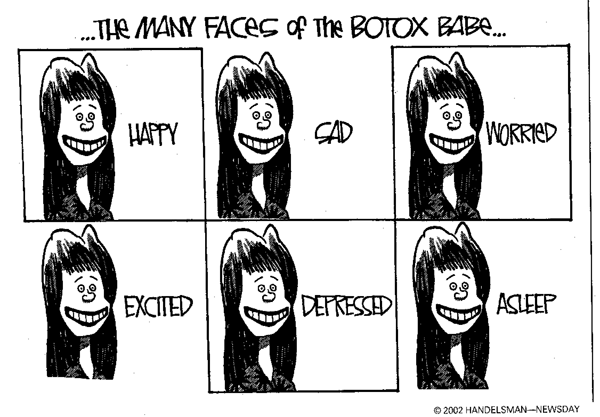 ...THE MANY FACES of THE BOTOX BABE...
HAPPY
SAD
WORRIED
EXCITED
DEPRESSED
ASLEEP
© 2002 HANDELSMAN—NEWSDAY